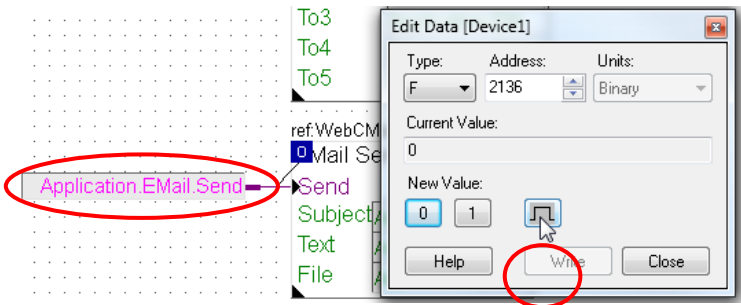 To3
To4
To5
ref:WebCM
0
Mail Se
Application.EMail.Send
Send
Subject
Text
File
Edit Data [Device1]
Type: Address: Units:
F 2136 Binary
Current Value:
0
New Value:
0 1
Help Write Close